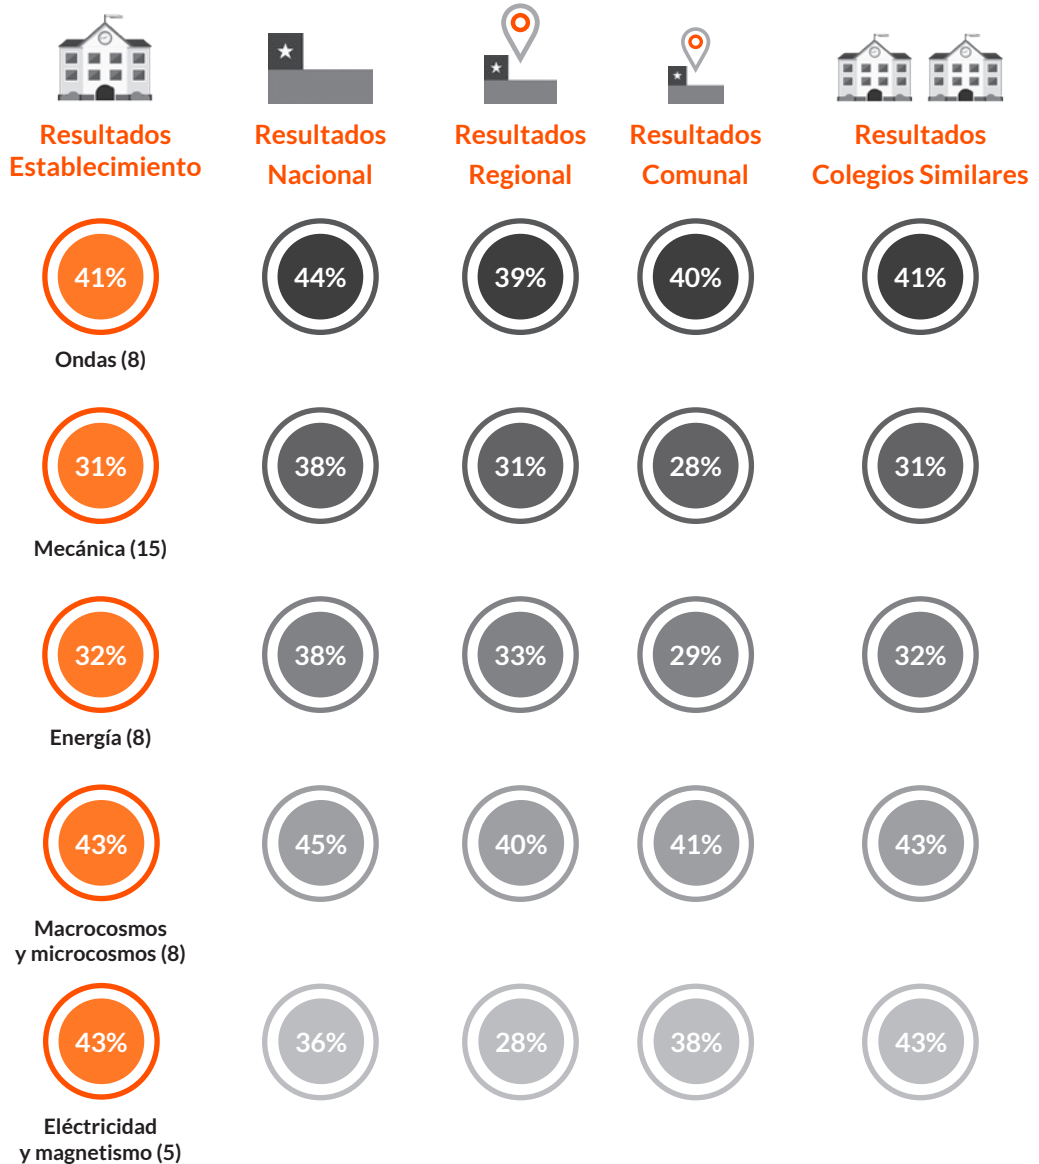 Resultados
Establecimiento
Resultados
Nacional
Resultados
Regional
Resultados
Comunal
Resultados
Colegios Similares
41%
44%
39%
40%
41%
Ondas (8)
31%
38%
31%
28%
31%
Mecánica (15)
32%
38%
33%
29%
32%
Energía (8)
43%
45%
40%
41%
43%
Macrocosmos
y microcosmos (8)
43%
36%
28%
38%
43%
Eléctricidad
y magnetismo (5)